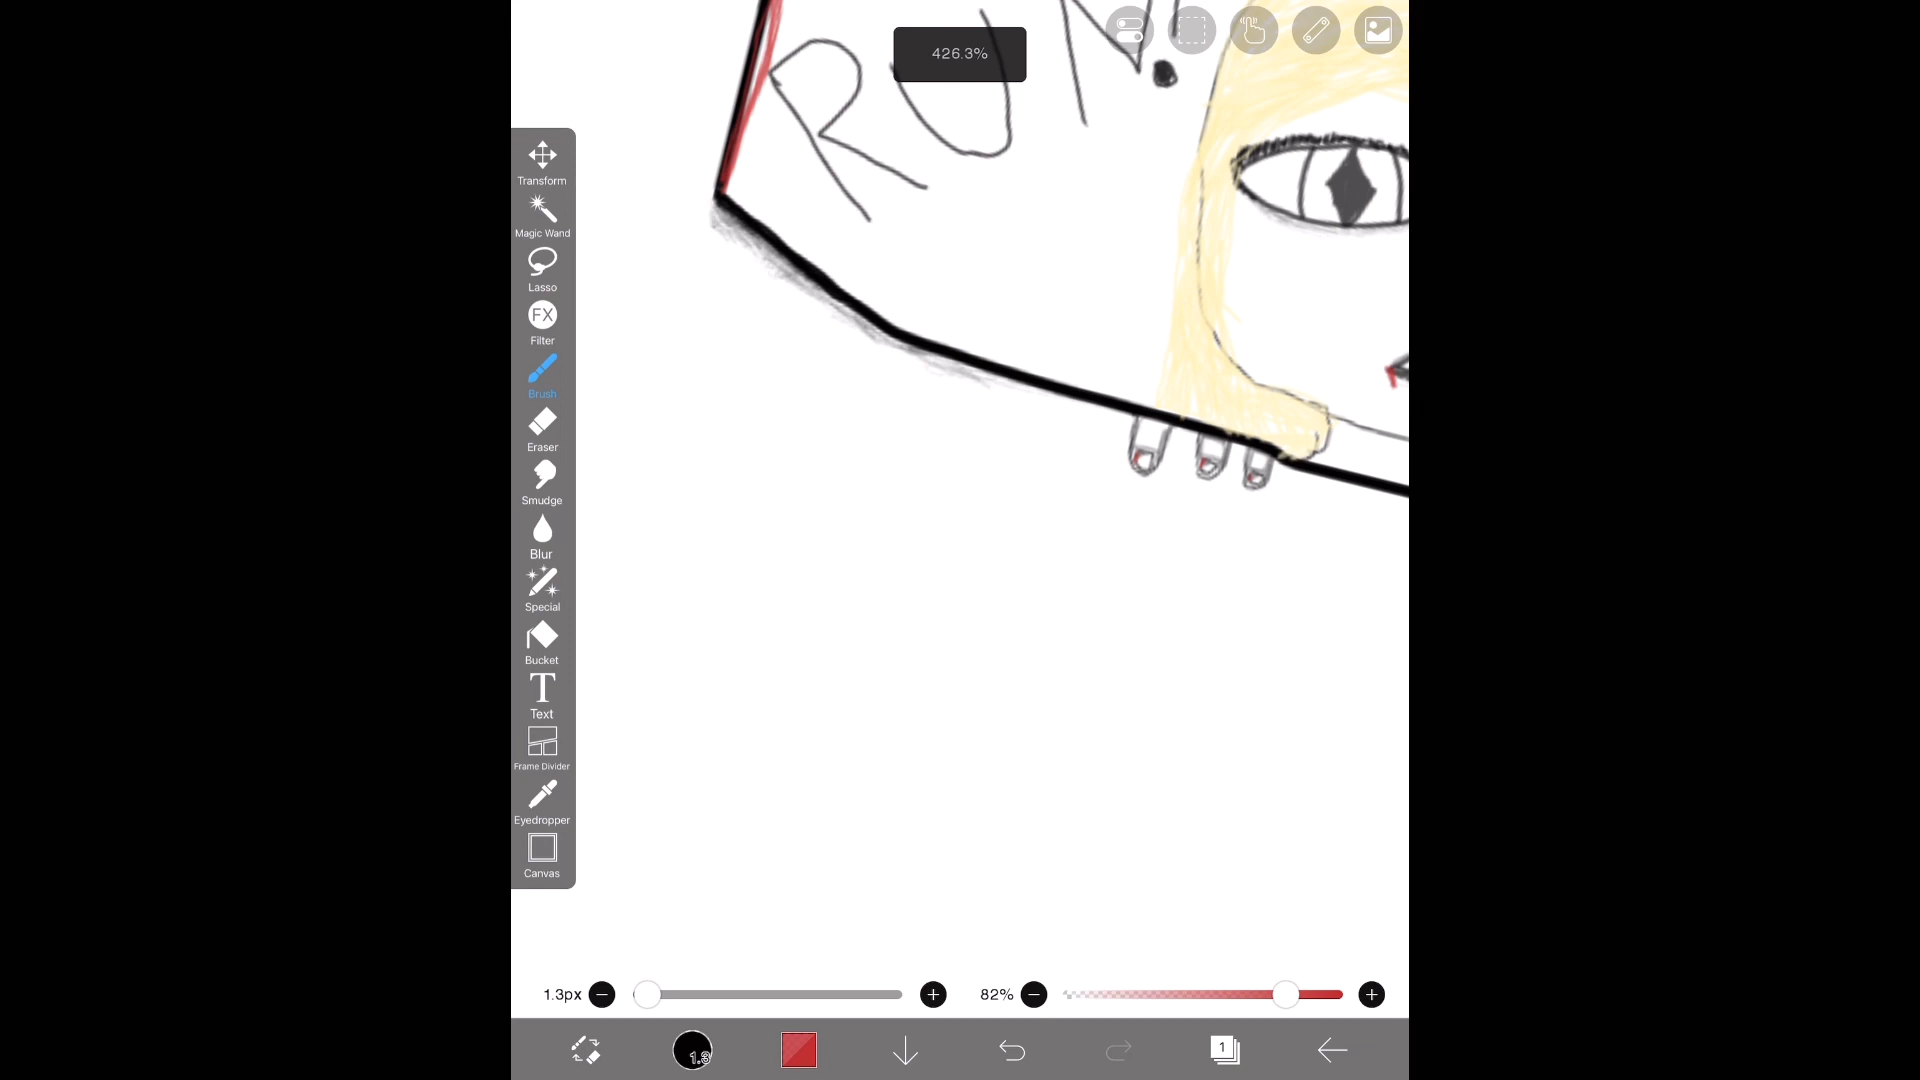 426.3%
RUN!
Transform
Magic Wand
Lasso
FX
Filter
Brush
Eraser
Smudge
Blur
Special
Bucket
T
Text
Frame Divider
Eyedropper
Canvas
1.3px
82%
1.3
1